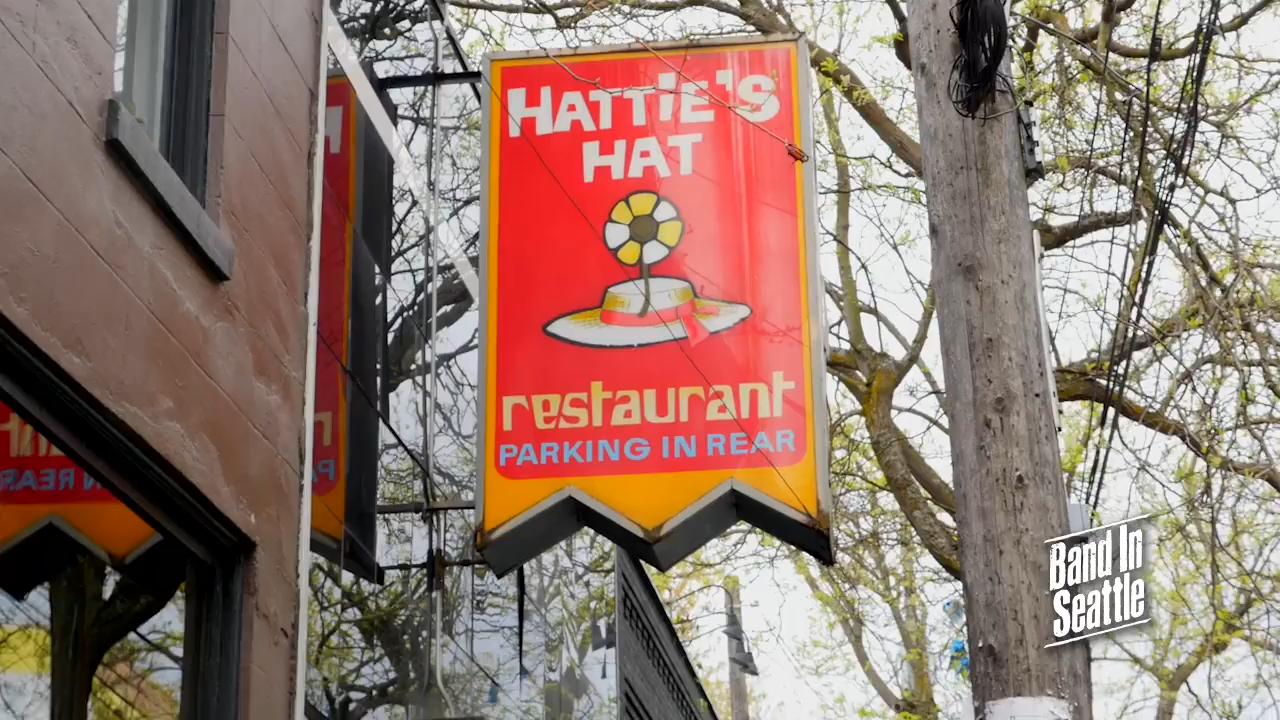 HATTIE'S
HAT
restaurant
PARKING IN REAR
Band In
Seattle